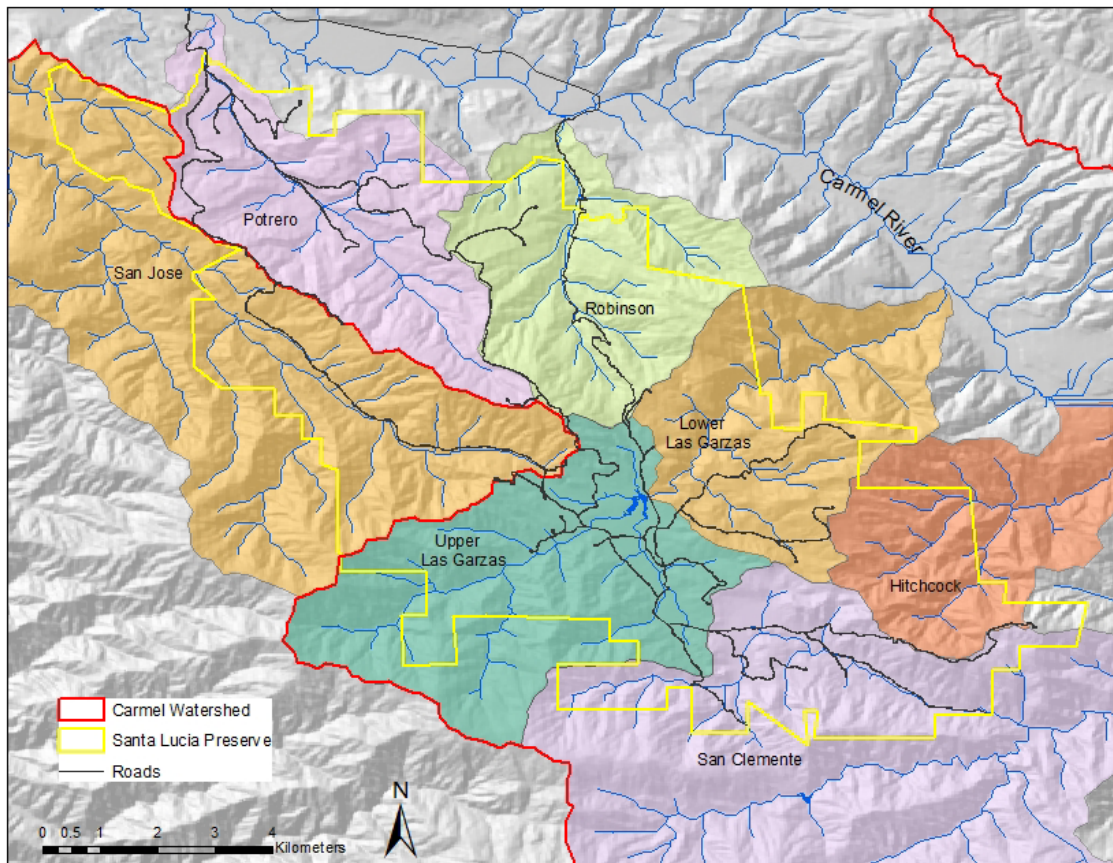 Carmel River
Potrero
San Jose
Robinson
Lower
Las Garzas
Upper
Las Garzas
Hitchcock
San Clemente
Carmel Watershed
Santa Lucia Preserve
Roads
N
0 0.5 1 2 3 4
Kilometers